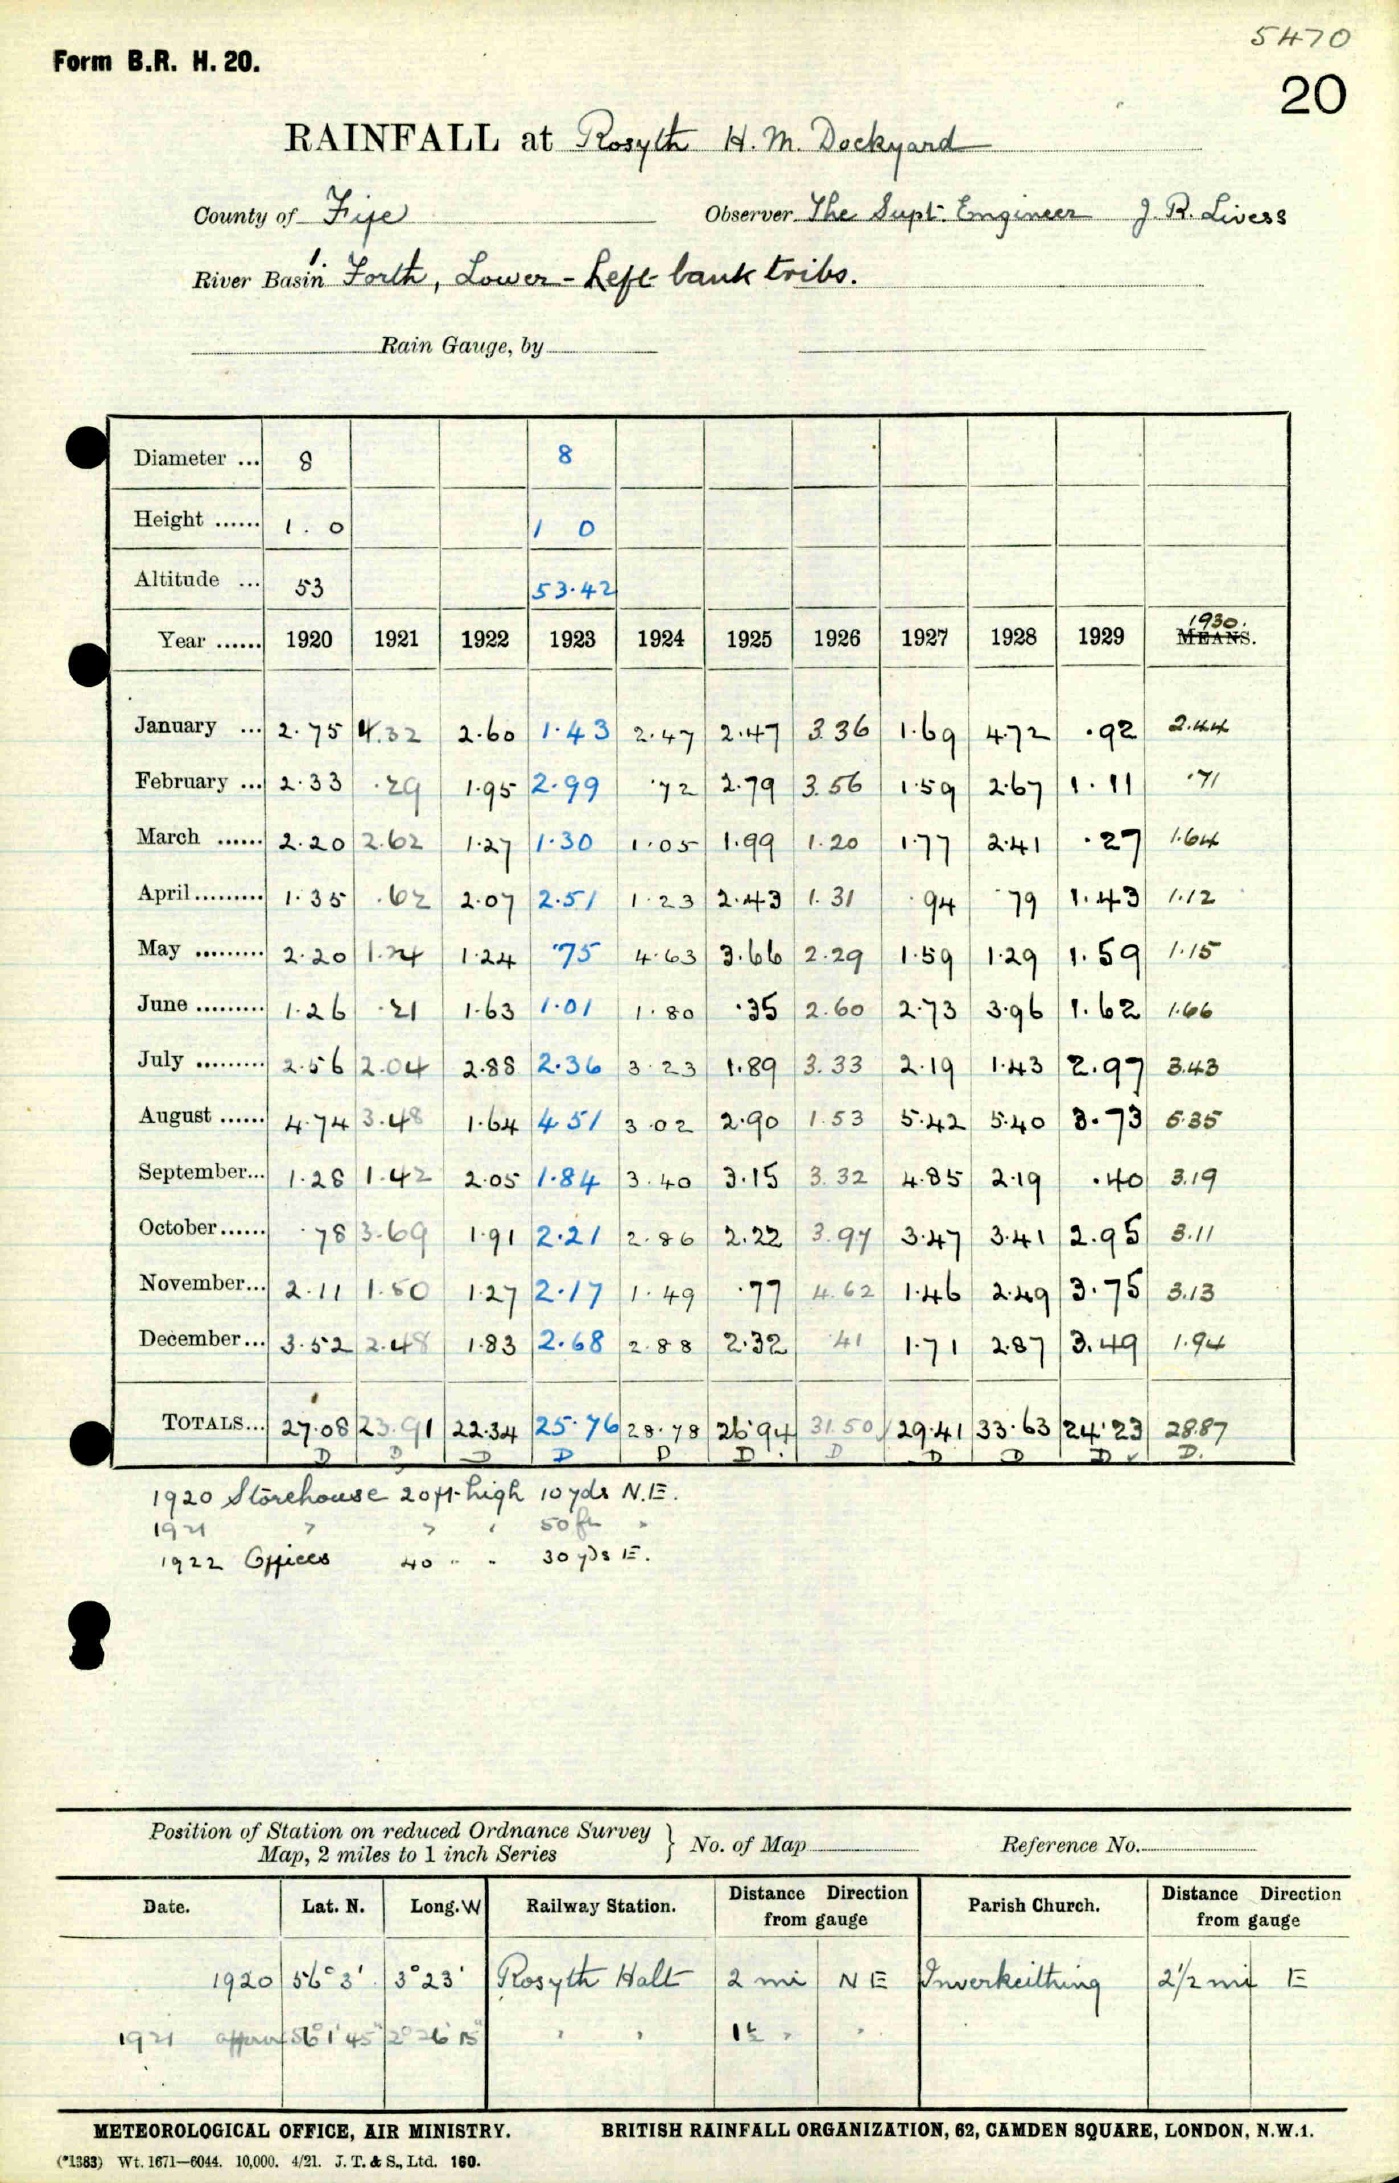 5470
Form B.R. H. 20.
20
RAINFALL at Rosyth H. M. Dockyard
County of Fife Observer The Supt. Engineer J. R. Livess
River Basin Forth, Lower - Left bank tribs.
Rain Gauge, by
Diameter ... 8 8
Height ...... 1. 0 1 0
Altitude ... 53 53.42
Year ...... 1920 1921 1922 1923 1924 1925 1926 1927 1928 1929 1930. MEANS.
January ... 2.75 4.32 2.60 1.43 2.47 2.47 3.36 1.69 4.72 .92 2.44
February ... 2.33 .29 1.95 2.99 .72 2.79 3.56 1.59 2.67 1.11 .71
March ...... 2.20 2.62 1.27 1.30 1.05 1.99 1.20 1.77 2.41 .27 1.64
April......... 1.35 .62 2.07 2.51 1.23 2.43 1.31 .94 .79 1.43 1.12
May ......... 2.20 1.24 1.24 .75 4.63 3.66 2.29 1.59 1.29 1.59 1.15
June ......... 1.26 .21 1.63 1.01 1.80 .35 2.60 2.73 3.96 1.62 1.66
July ......... 2.56 2.04 2.88 2.36 3.23 1.89 3.33 2.19 1.43 2.97 3.43
August ...... 4.74 3.48 1.64 4.51 3.02 2.90 1.53 5.42 5.40 3.73 5.35
September... 1.28 1.42 2.05 1.84 3.40 3.15 3.32 4.85 2.19 .40 3.19
October...... .78 3.69 1.91 2.21 2.86 2.22 3.97 3.47 3.41 2.95 3.11
November... 2.11 1.50 1.27 2.17 1.49 .77 4.62 1.46 2.49 3.75 3.13
December... 3.52 2.48 1.83 2.68 2.88 2.32 .41 1.71 2.87 3.49 1.94
TOTALS... 27.08 23.91 22.34 25.76 28.78 26.94 31.50 29.41 33.63 24.23 28.87
D D D D D D D D D D D.
1920 Storehouse 20 ft. high 10 yds N.E.
1921 " " " 50 ft "
1922 Offices 40 " " 30 yds E.
Position of Station on reduced Ordnance Survey
Map, 2 miles to 1 inch Series } No. of Map Reference No.
Date. Lat. N. Long. W Railway Station. Distance Direction from gauge Parish Church. Distance Direction from gauge
1920 56° 3' 3° 23' Rosyth Halt 2 mi N E Inverkeithing 2 1/2 mi E
1921 approx 56° 1' 45" 2° 26' 15" " " 1 1/2 " "
METEOROLOGICAL OFFICE, AIR MINISTRY. BRITISH RAINFALL ORGANIZATION, 62, CAMDEN SQUARE, LONDON, N.W.1.
(*1383) Wt. 1671—6044. 10,000. 4/21. J. T. & S., Ltd. 160.